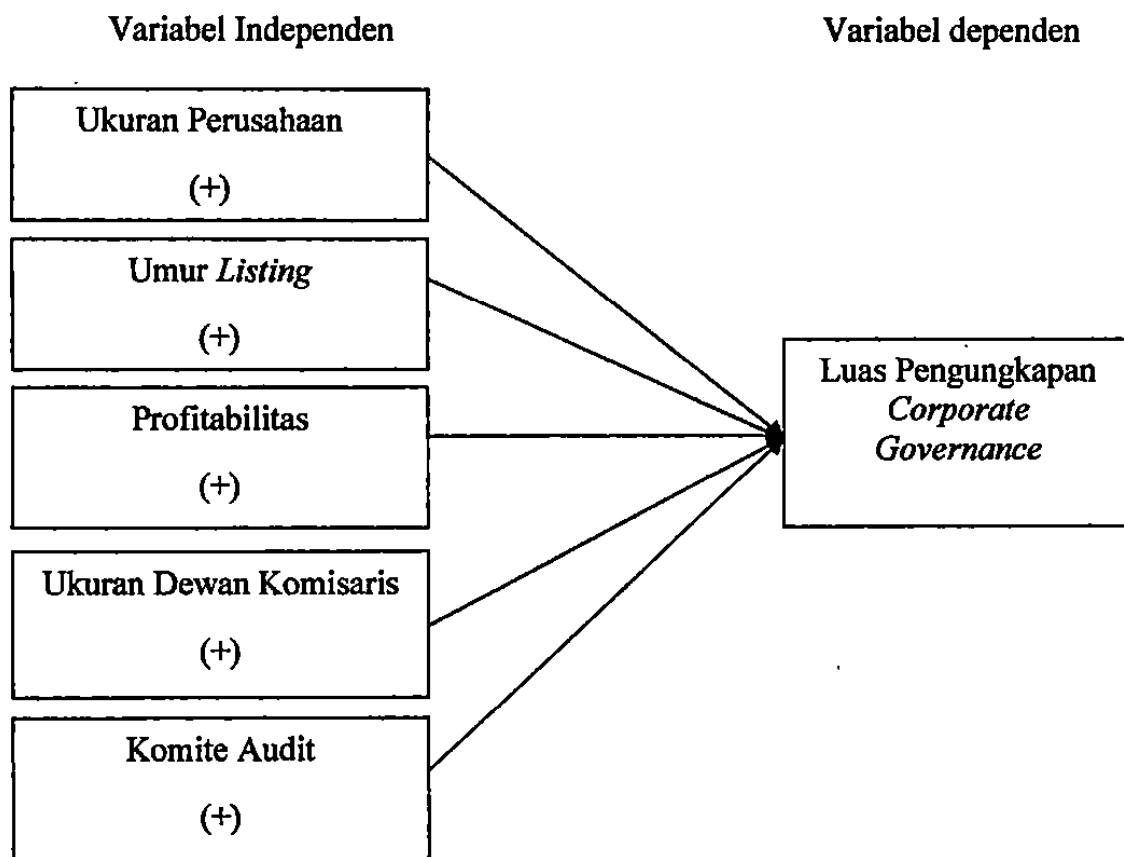 Variabel Independen
Variabel dependen
Ukuran Perusahaan
(+)
Umur Listing
(+)
Profitabilitas
(+)
Ukuran Dewan Komisaris
(+)
Komite Audit
(+)
Luas Pengungkapan
Corporate
Governance